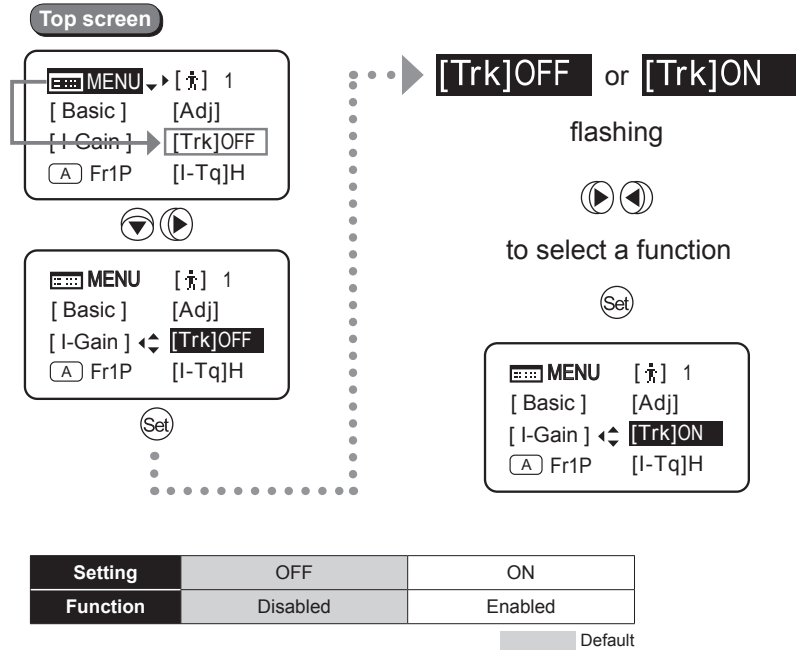 Top screen
MENU [ ] 1
[ Basic ] [Adj]
[ I-Gain ] [Trk]OFF
A Fr1P [I-Tq]H
MENU [ ] 1
[ Basic ] [Adj]
[ I-Gain ] [Trk]OFF
A Fr1P [I-Tq]H
Set
[Trk]OFF or [Trk]ON
flashing
to select a function
Set
MENU [ ] 1
[ Basic ] [Adj]
[ I-Gain ] [Trk]ON
A Fr1P [I-Tq]H
Setting OFF ON
Function Disabled Enabled
Default